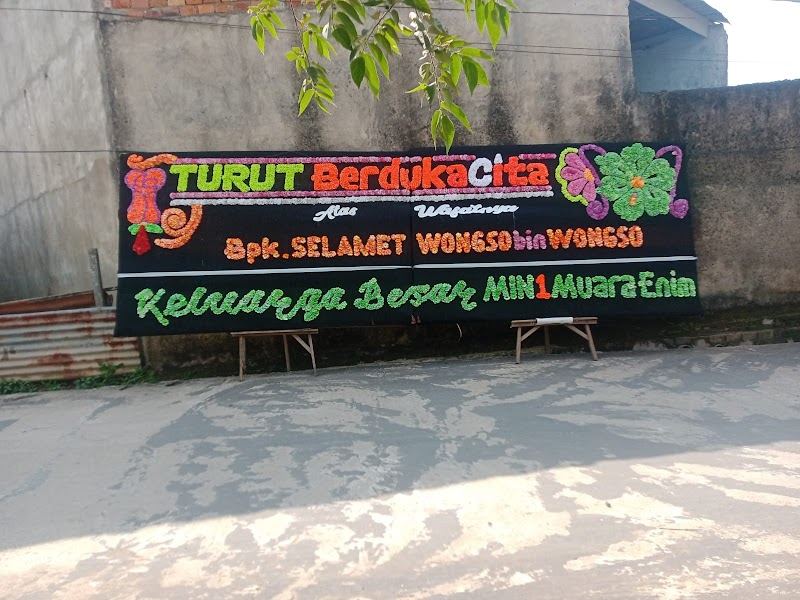 TURUT BerdukaCita
Atas Wafatnya
Bpk. SELAMET WONGSO bin WONGSO
Keluarga Besar MIN 1 Muara Enim